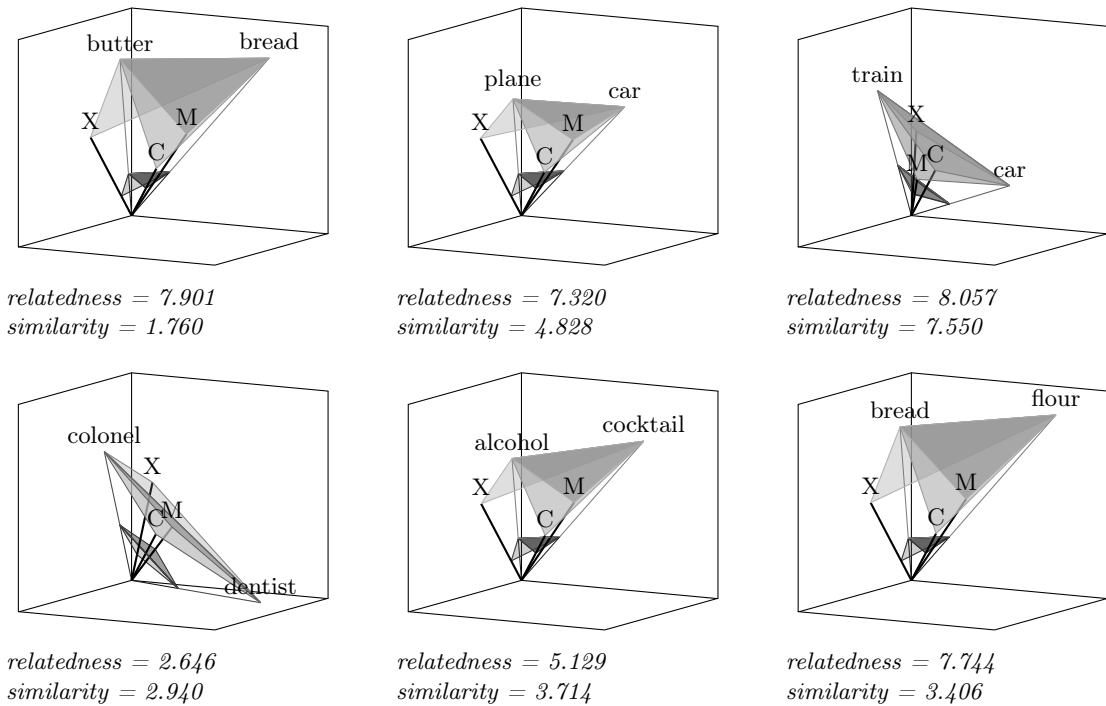 butter bread
X M
C
relatedness = 7.901
similarity = 1.760
plane car
X M
C
relatedness = 7.320
similarity = 4.828
train
X
M C
car
relatedness = 8.057
similarity = 7.550
colonel
X
C M
dentist
relatedness = 2.646
similarity = 2.940
alcohol cocktail
X M
C
relatedness = 5.129
similarity = 3.714
bread flour
X M
C
relatedness = 7.744
similarity = 3.406